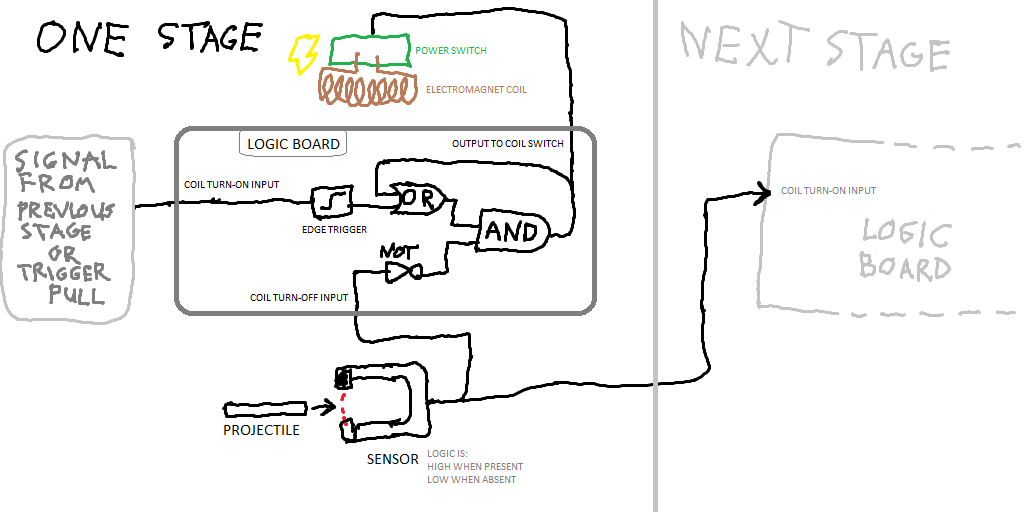 ONE STAGE
POWER SWITCH
ELECTROMAGNET COIL
NEXT STAGE
LOGIC BOARD
OUTPUT TO COIL SWITCH
SIGNAL
FROM
PREVIOUS
STAGE
OR
TRIGGER
PULL
COIL TURN-ON INPUT
OR
EDGE TRIGGER
AND
NOT
COIL TURN-OFF INPUT
COIL TURN-ON INPUT
LOGIC
BOARD
PROJECTILE
SENSOR
LOGIC IS:
HIGH WHEN PRESENT
LOW WHEN ABSENT